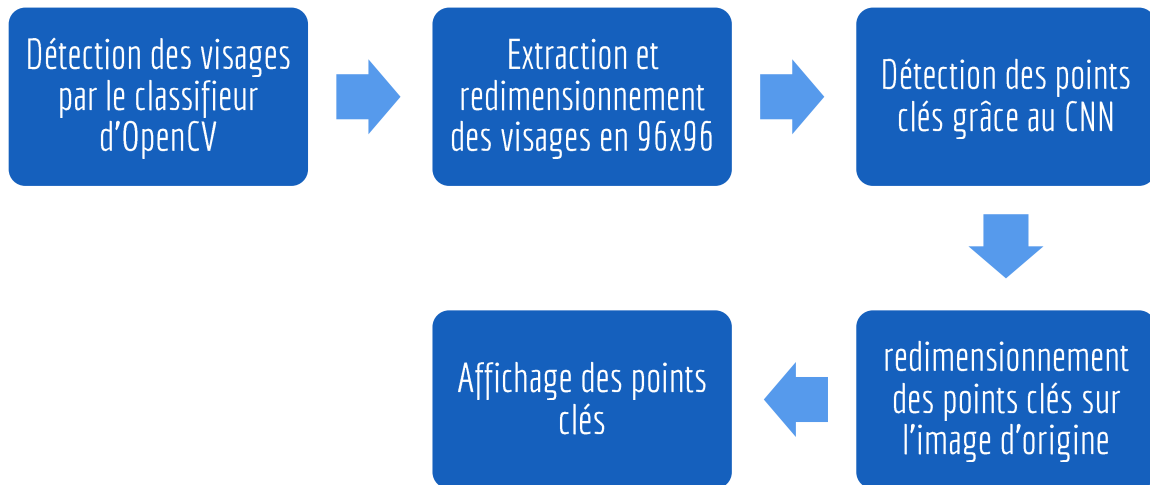 Détection des visages
par le classifieur
d'OpenCV
Extraction et
redimensionnement
des visages en 96x96
Détection des points
clés grâce au CNN
redimensionnement
des points clés sur
l'image d'origine
Affichage des points
clés